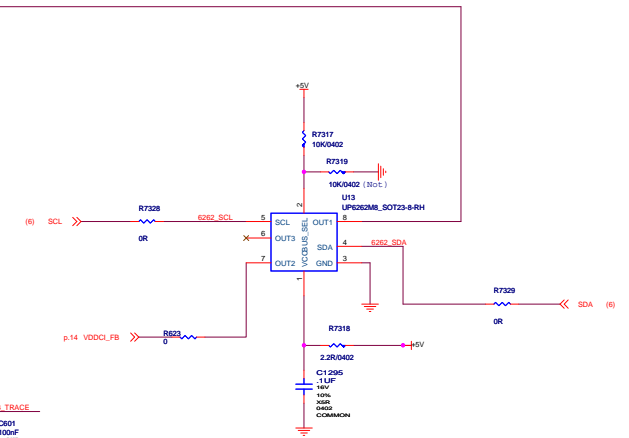 +5V
R7317
10K/0402
R7319
10K/0402 (Not)
U13
UP6262M8_SOT23-8-RH
2
R7328
(6) SCL
6262_SCL
0R
5 SCL
OUT1 8
6 OUT3
BUS_SEL
SDA 4
6262_SDA
7 OUT2
VCC
GND 3
1
R7329
SDA (6)
0R
p.14 VDDCI_FB
R623
0
R7318
+5V
2.2R/0402
C1295
.1UF
16V
10%
X5R
0402
COMMON
_TRACE
C601
100nF